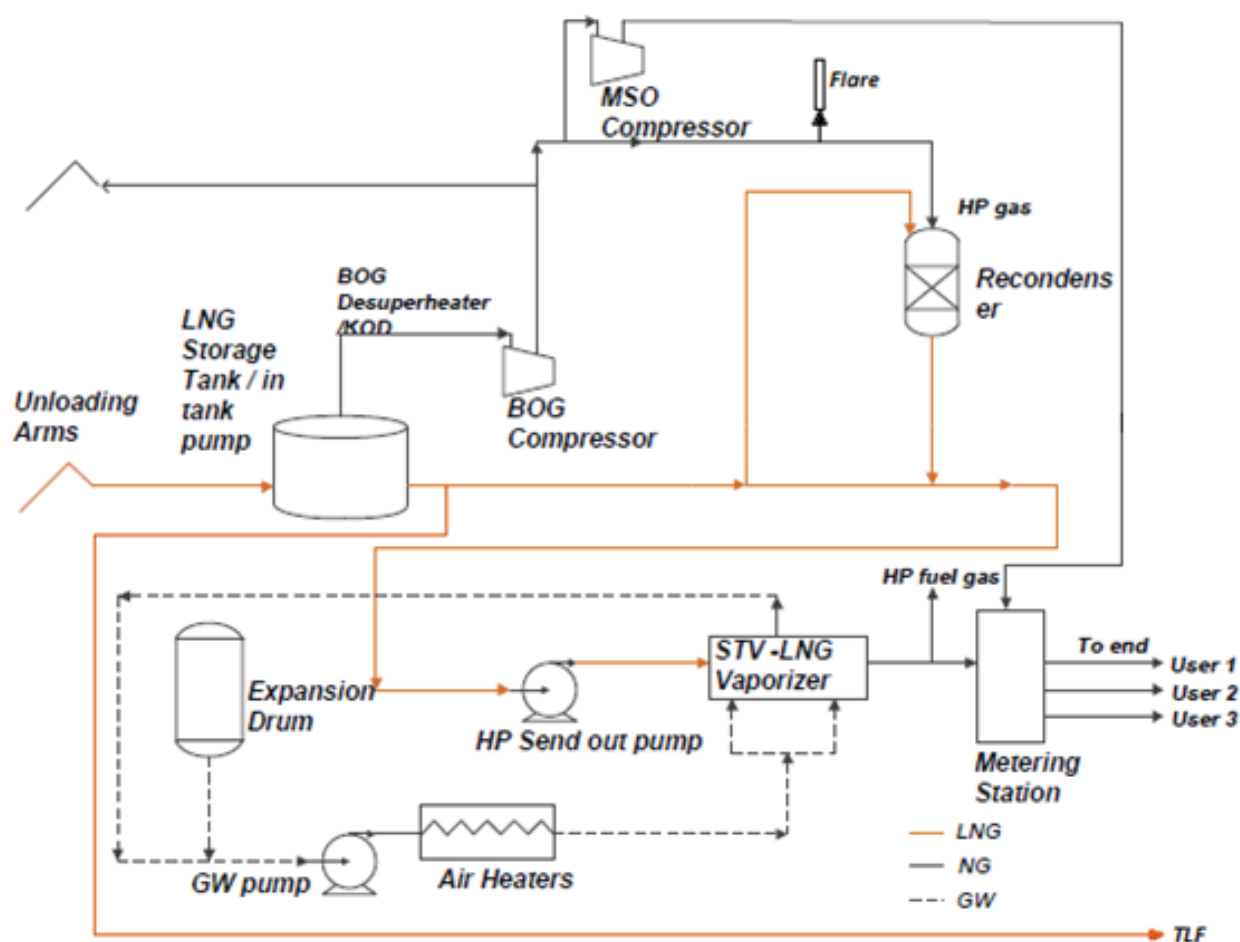 MSO
Compressor
Flare
HP gas
Recondens
er
BOG
Desuperheater
/KOD
LNG
Storage
Tank / in
tank
pump
Unloading
Arms
BOG
Compressor
HP fuel gas
To end
User 1
User 2
User 3
STV -LNG
Vaporizer
Expansion
Drum
HP Send out pump
Metering
Station
GW pump
Air Heaters
LNG
NG
GW
TLF